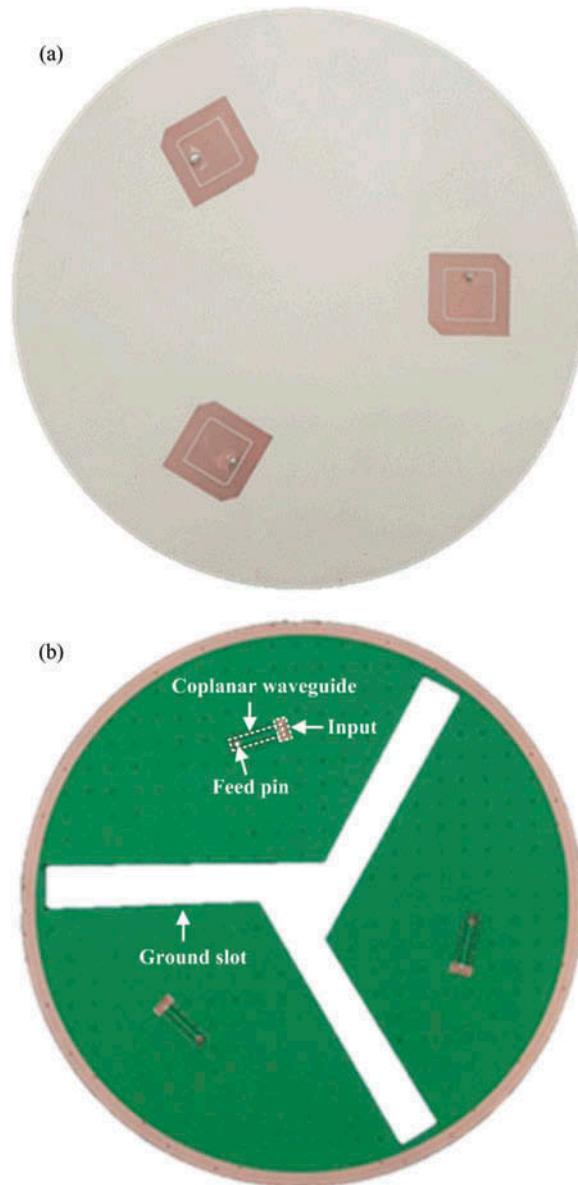 (a)
(b)
Coplanar waveguide
Input
Feed pin
Ground slot